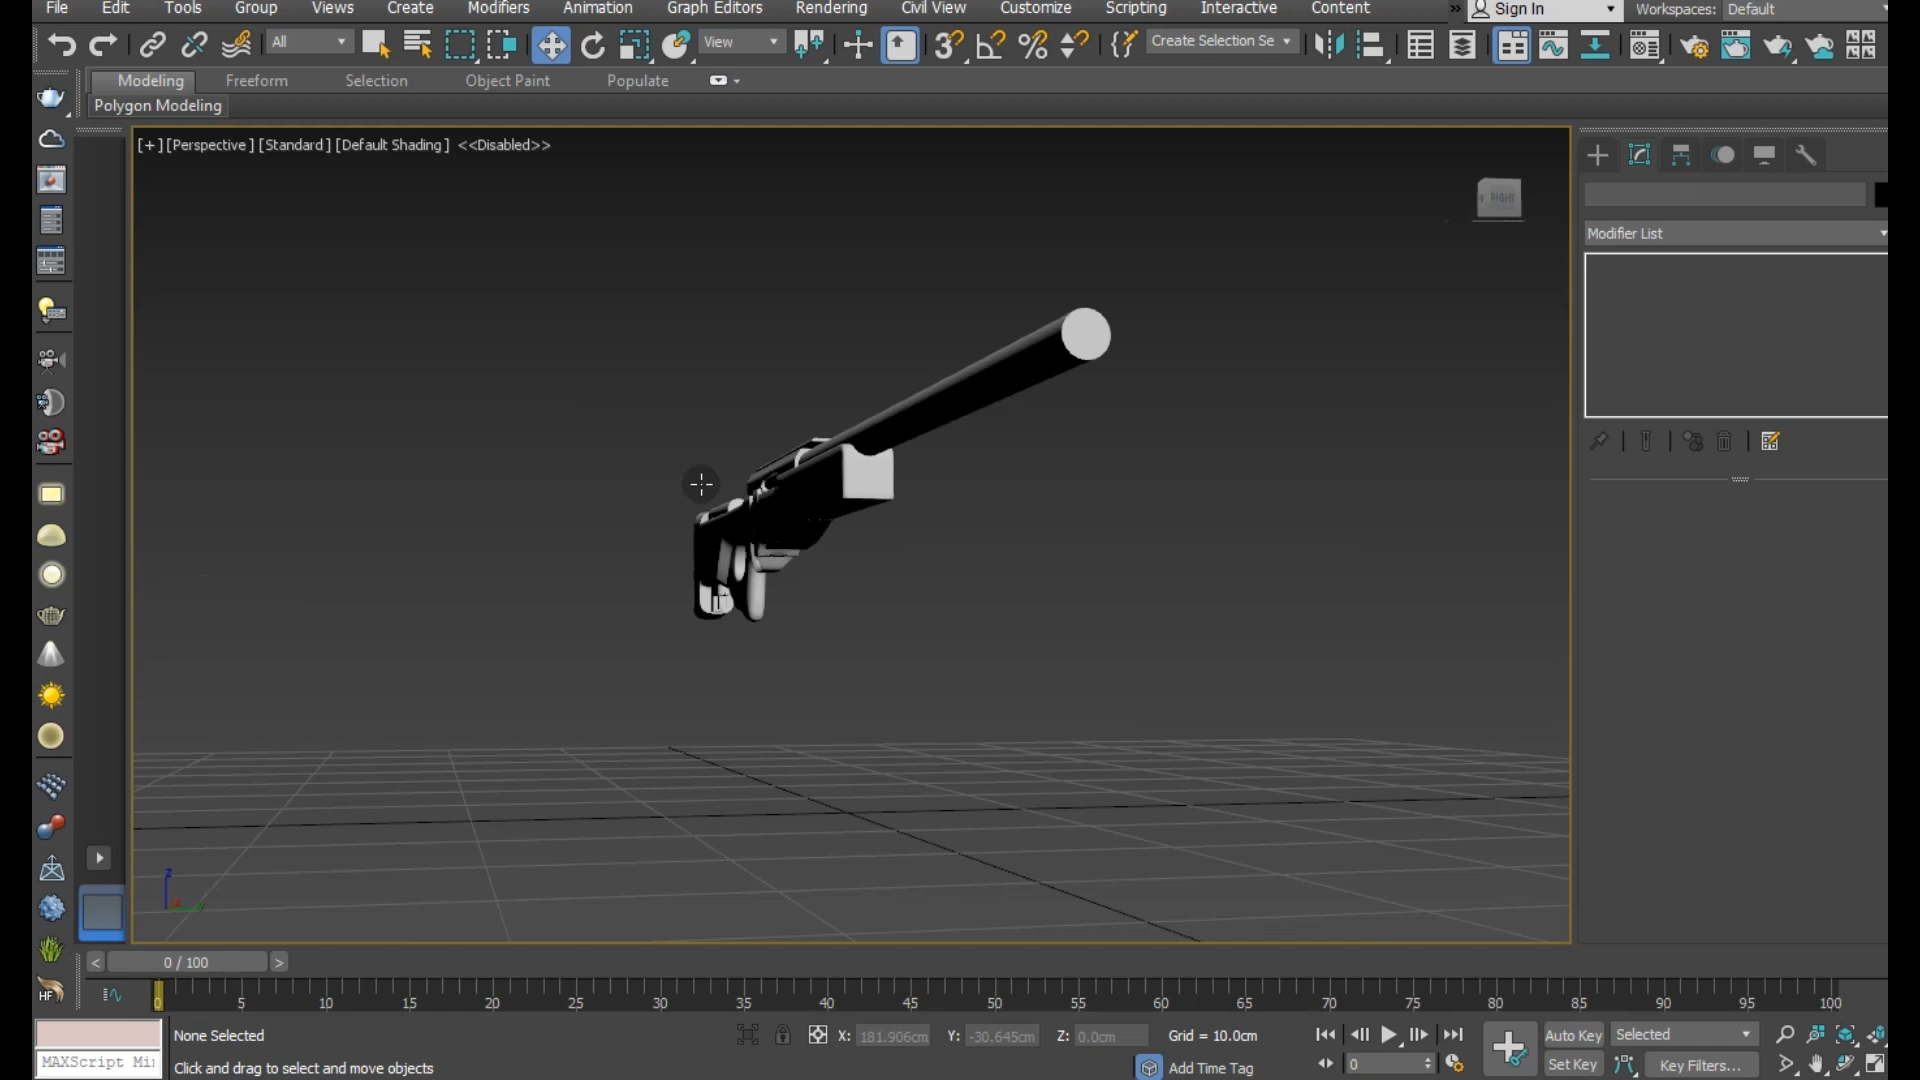 File Edit Tools Group Views Create Modifiers Animation Graph Editors Rendering Civil View Customize Scripting Interactive Content » Sign In Workspaces: Default
All View Create Selection Se
Modeling Freeform Selection Object Paint Populate
Polygon Modeling
[+] [Perspective] [Standard] [Default Shading] <<Disabled>>
RIGHT
Modifier List
z
< 0 / 100 >
HF
0 5 10 15 20 25 30 35 40 45 50 55 60 65 70 75 80 85 90 95 100
None Selected X: 181.906cm Y: -30.645cm Z: 0.0cm Grid = 10.0cm Auto Key Selected
MAXScript Mi Click and drag to select and move objects Add Time Tag 0 Set Key Key Filters...